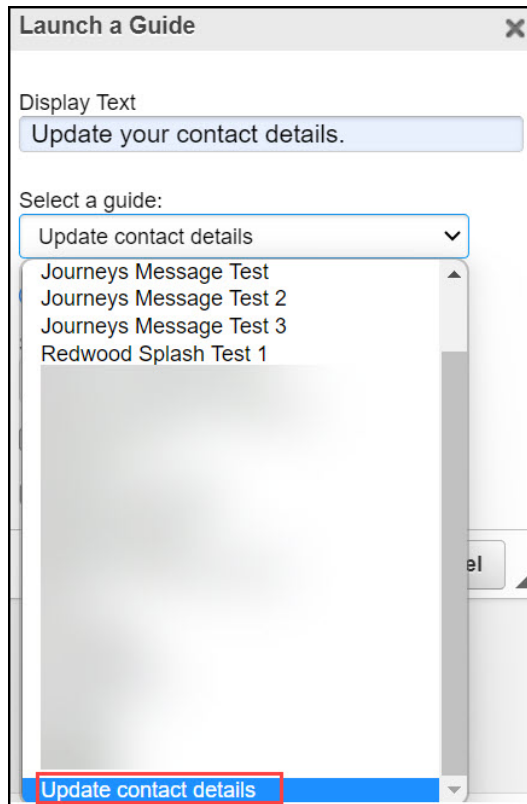 Launch a Guide
Display Text
Update your contact details.
Select a guide:
Update contact details
Journeys Message Test
Journeys Message Test 2
Journeys Message Test 3
Redwood Splash Test 1
el
Update contact details